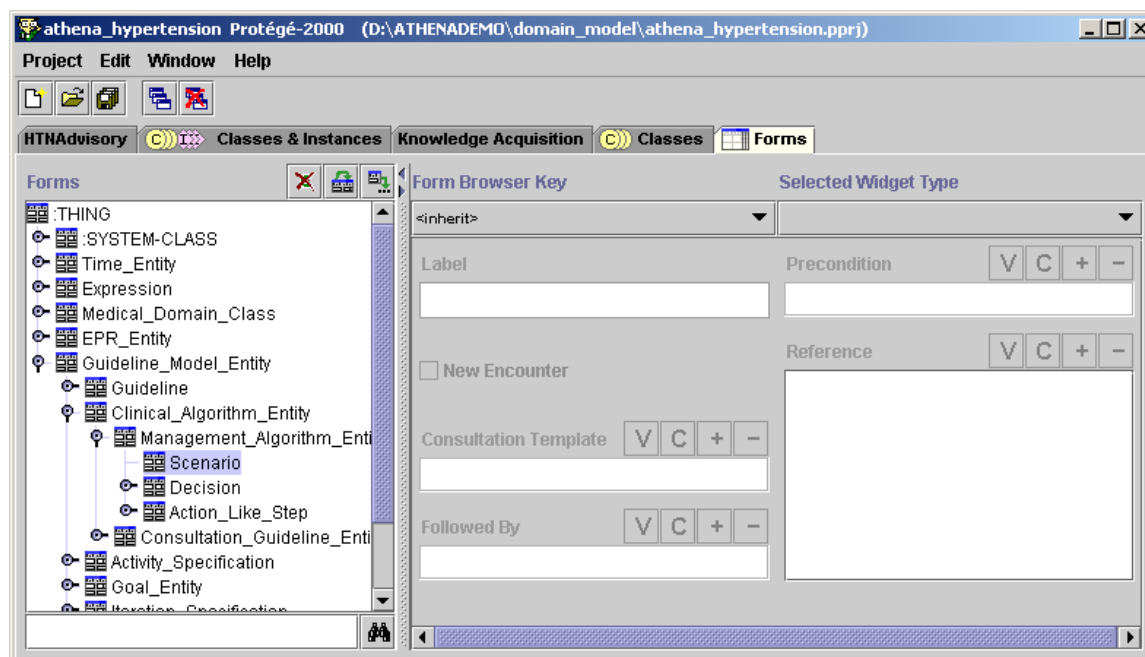 athena_hypertension Protégé-2000 (D:\ATHENADEMO\domain_model\athena_hypertension.pprj)
Project Edit Window Help
HTNAdvisory Classes & Instances Knowledge Acquisition Classes Forms
Forms
:THING
:SYSTEM-CLASS
Time_Entity
Expression
Medical_Domain_Class
EPR_Entity
Guideline_Model_Entity
Guideline
Clinical_Algorithm_Entity
Management_Algorithm_Enti
Scenario
Decision
Action_Like_Step
Consultation_Guideline_Enti
Activity_Specification
Goal_Entity
Iteration_Specification
Form Browser Key
Selected Widget Type
<inherit>
Label
Precondition V C + −
New Encounter
Reference V C + −
Consultation Template V C + −
Followed By V C + −